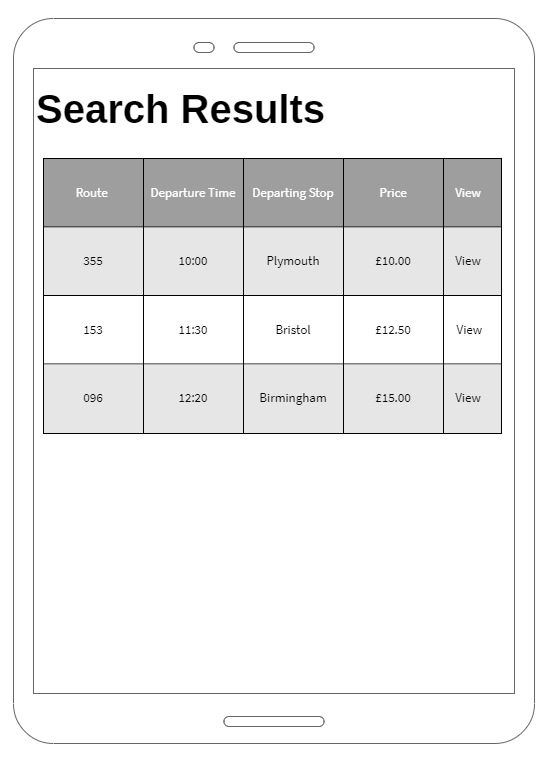 Search Results
Route Departure Time Departing Stop Price View
355 10:00 Plymouth £10.00 View
153 11:30 Bristol £12.50 View
096 12:20 Birmingham £15.00 View